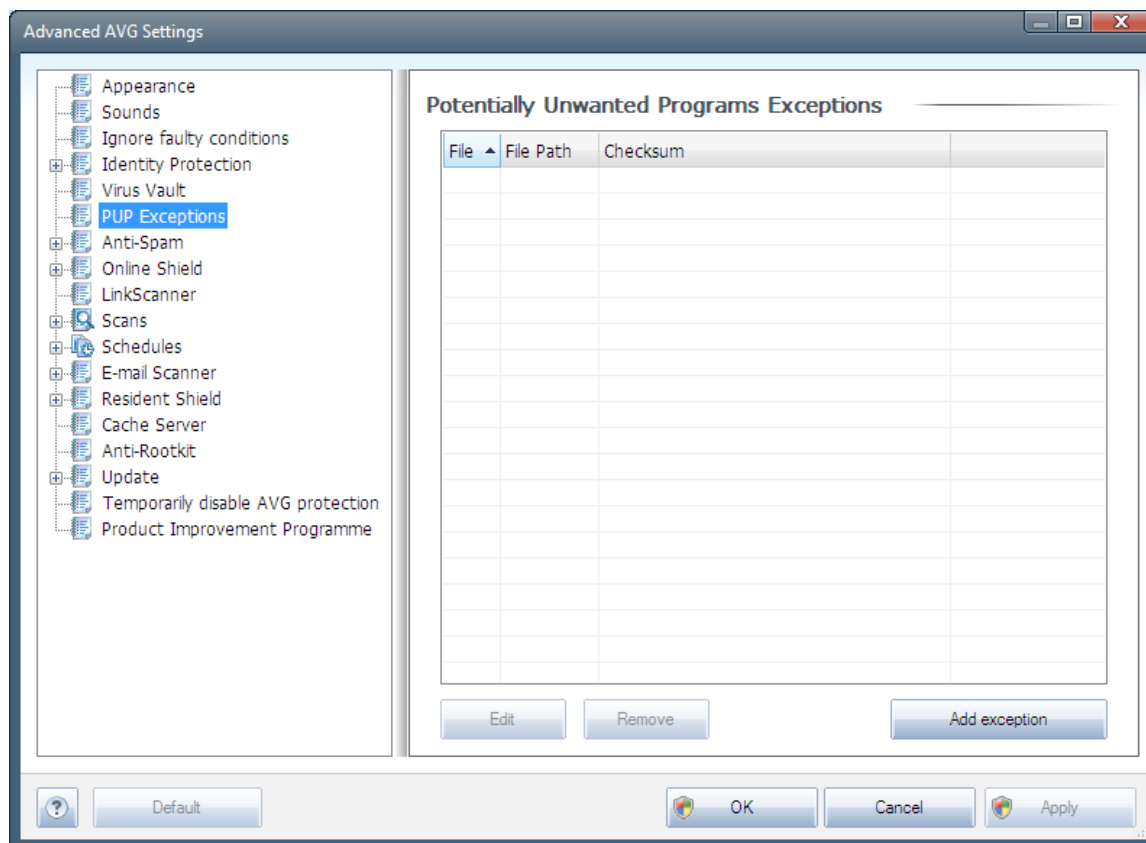 Advanced AVG Settings
Appearance
Sounds
Ignore faulty conditions
Identity Protection
Virus Vault
PUP Exceptions
Anti-Spam
Online Shield
LinkScanner
Scans
Schedules
E-mail Scanner
Resident Shield
Cache Server
Anti-Rootkit
Update
Temporarily disable AVG protection
Product Improvement Programme
Potentially Unwanted Programs Exceptions
File File Path Checksum
Edit Remove Add exception
? Default OK Cancel Apply